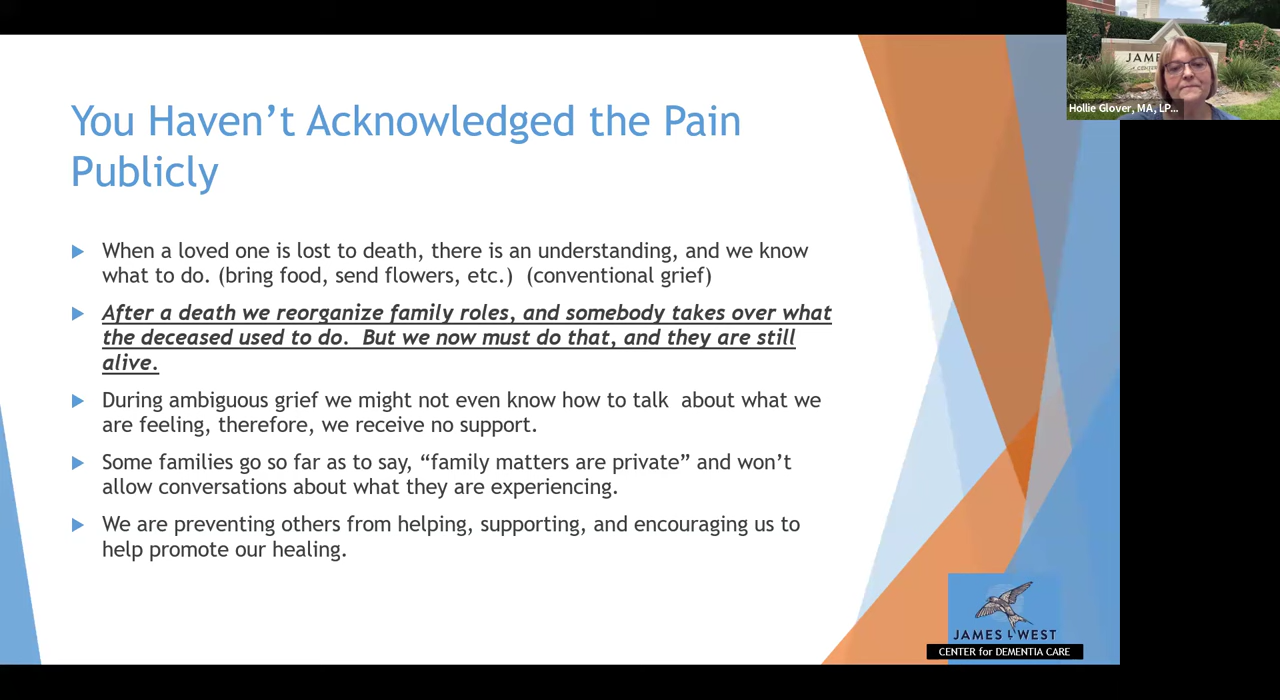 JAME
A CENTER
Hollie Glover, MA, LP...
You Haven’t Acknowledged the Pain
Publicly
When a loved one is lost to death, there is an understanding, and we know
what to do. (bring food, send flowers, etc.) (conventional grief)
After a death we reorganize family roles, and somebody takes over what
the deceased used to do. But we now must do that, and they are still
alive.
During ambiguous grief we might not even know how to talk about what we
are feeling, therefore, we receive no support.
Some families go so far as to say, “family matters are private” and won’t
allow conversations about what they are experiencing.
We are preventing others from helping, supporting, and encouraging us to
help promote our healing.
JAMES L WEST
CENTER for DEMENTIA CARE